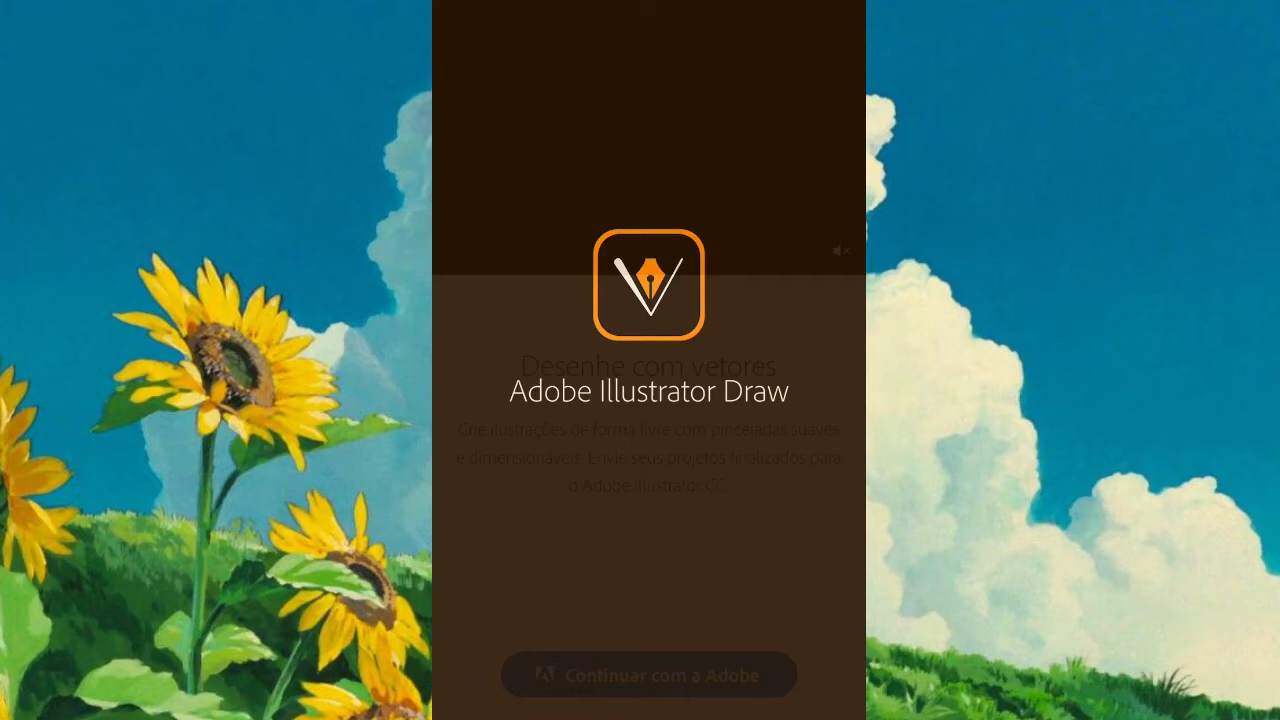 Desenhe com vetores
Adobe Illustrator Draw
Crie ilustrações de forma livre com pinceladas suaves
e dimensionáveis. Envie seus projetos finalizados para
o Adobe Illustrator CC.
Continuar com a Adobe